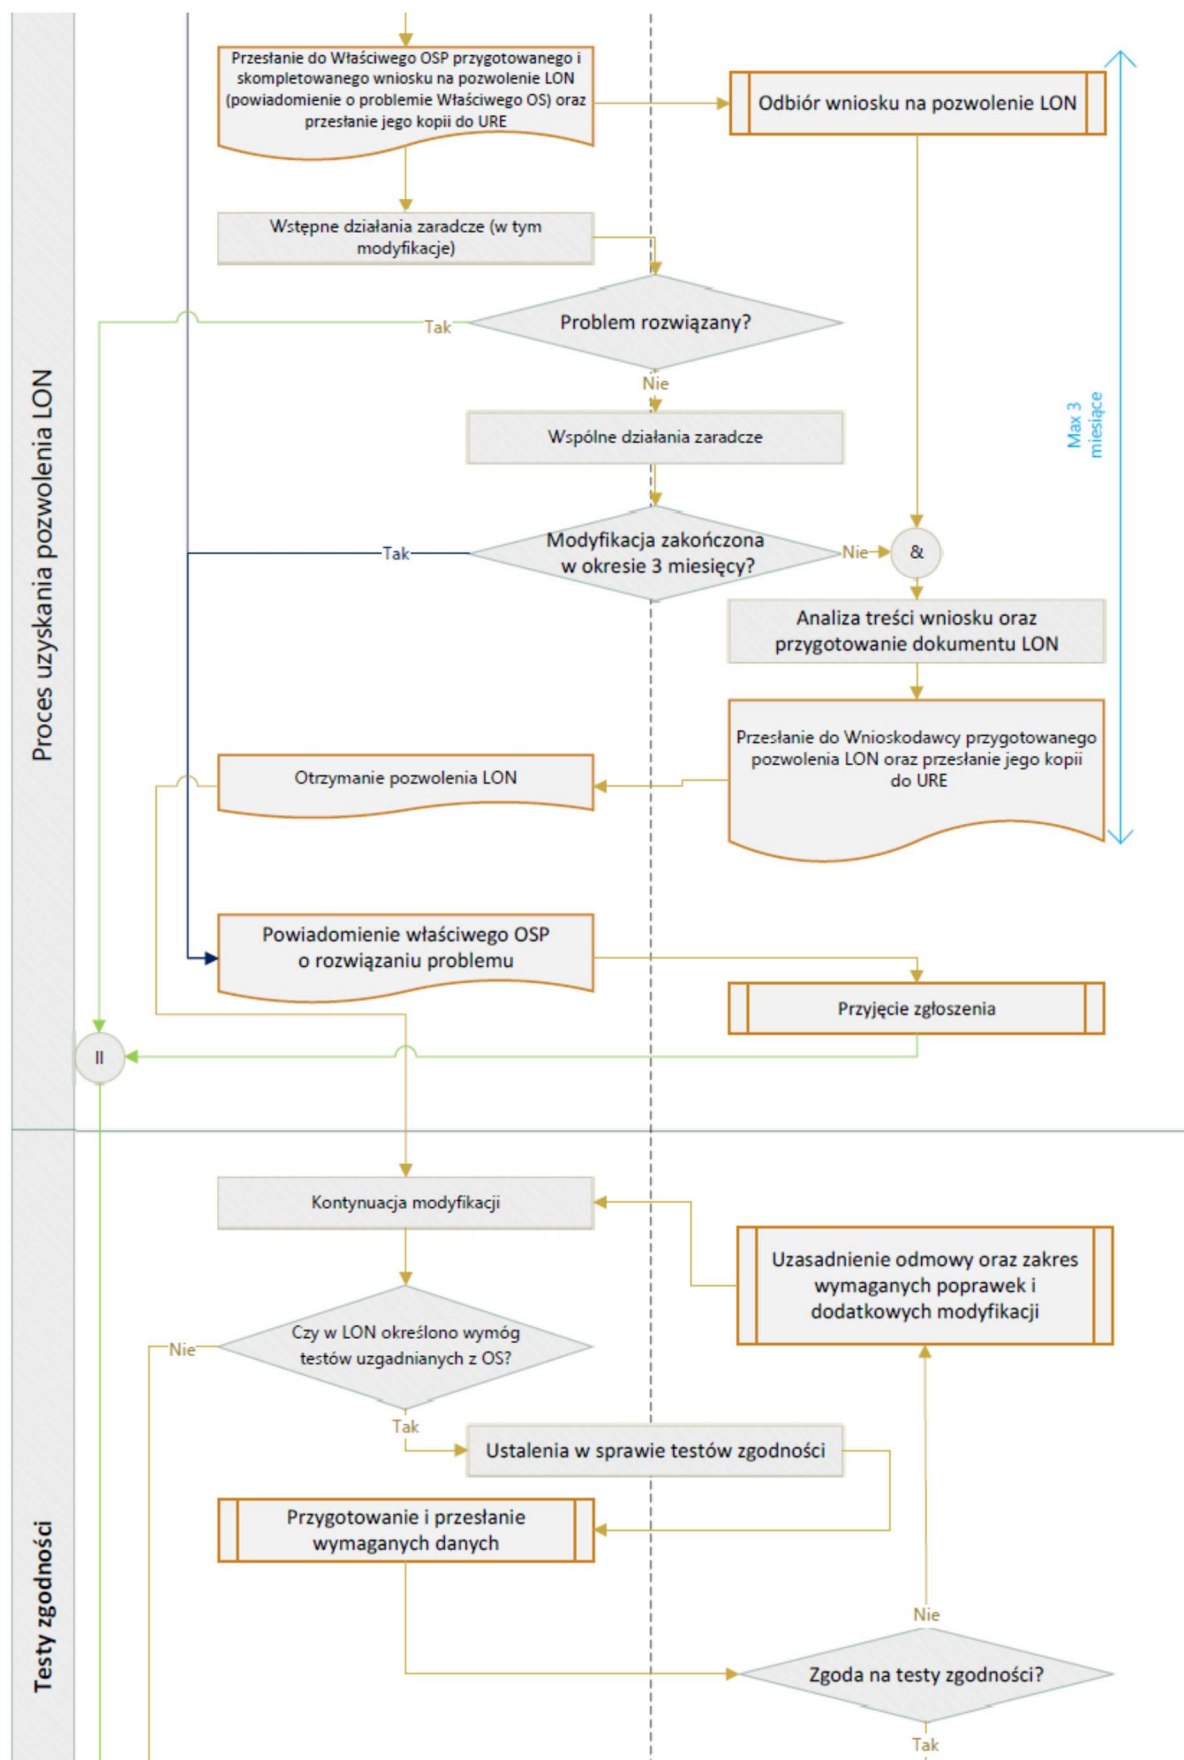 Proces uzyskania pozwolenia LON
Przesłanie do Właściwego OSP przygotowanego i
skompletowanego wniosku na pozwolenie LON
(powiadomienie o problemie Właściwego OS) oraz
przesłanie jego kopii do URE
Odbiór wniosku na pozwolenie LON
Wstępne działania zaradcze (w tym
modyfikacje)
Problem rozwiązany?
Tak
Nie
Max 3
miesiące
Wspólne działania zaradcze
Modyfikacja zakończona
w okresie 3 miesięcy?
Tak
Nie
&
Analiza treści wniosku oraz
przygotowanie dokumentu LON
Przesłanie do Wnioskodawcy przygotowanego
pozwolenia LON oraz przesłanie jego kopii
do URE
Otrzymanie pozwolenia LON
Powiadomienie właściwego OSP
o rozwiązaniu problemu
Przyjęcie zgłoszenia
II
Testy zgodności
Kontynuacja modyfikacji
Uzasadnienie odmowy oraz zakres
wymaganych poprawek i
dodatkowych modyfikacji
Czy w LON określono wymóg
testów uzgadnianych z OS?
Nie
Tak
Ustalenia w sprawie testów zgodności
Przygotowanie i przesłanie
wymaganych danych
Nie
Zgoda na testy zgodności?
Tak